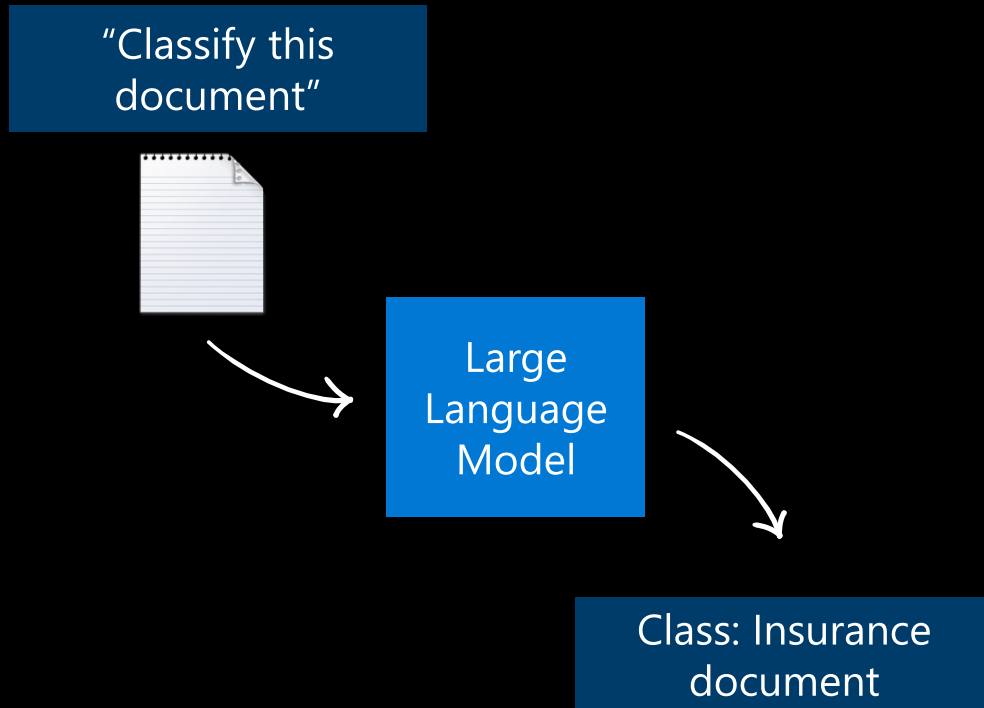 “Classify this
document”
Large
Language
Model
Class: Insurance
document